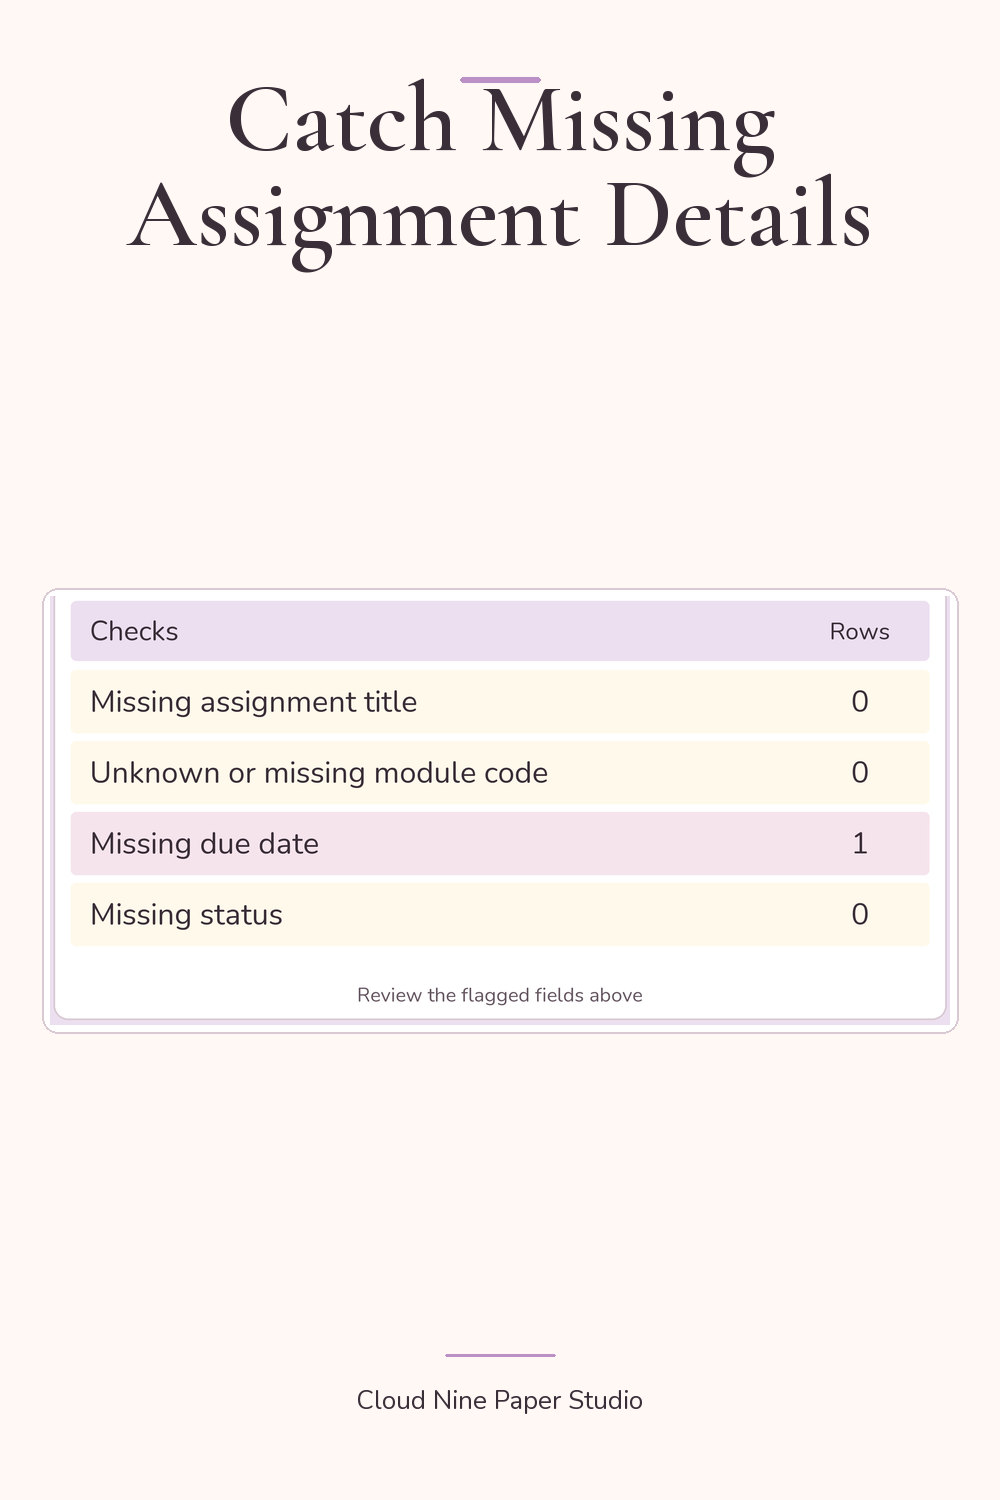 Catch Missing
Assignment Details
Checks Rows
Missing assignment title 0
Unknown or missing module code 0
Missing due date 1
Missing status 0
Review the flagged fields above
Cloud Nine Paper Studio